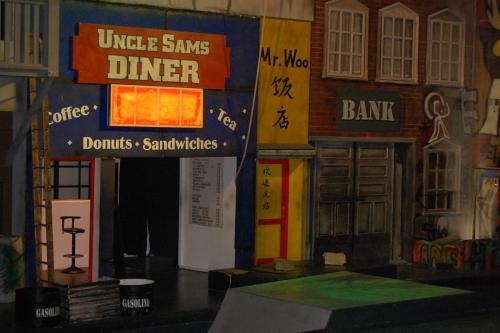 UNCLE SAMS
DINER
Coffee
Tea
Donuts • Sandwiches
Mr. Woo
饭
店
BANK
GASOLI
GASOLINE